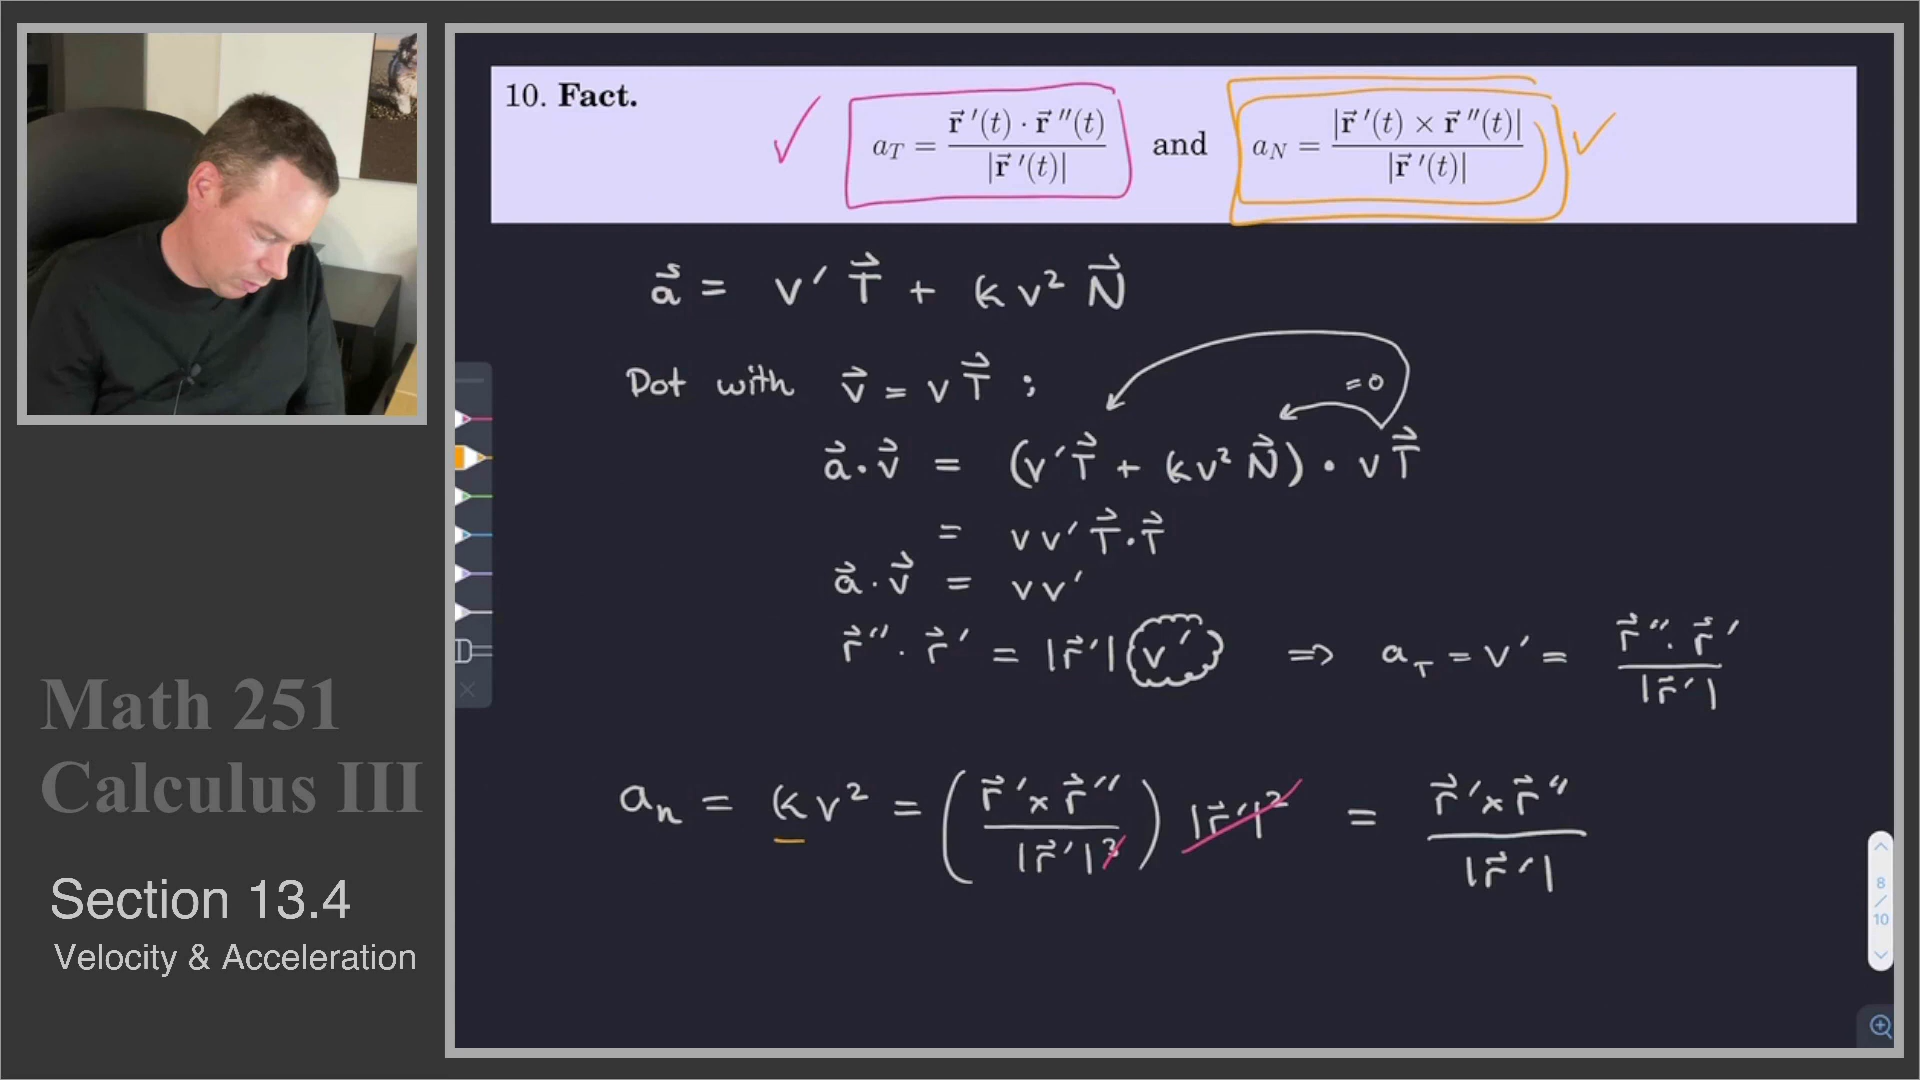 10. Fact.
a_T = r⃗ ′(t) · r⃗ ″(t) / |r⃗ ′(t)| and a_N = |r⃗ ′(t) × r⃗ ″(t)| / |r⃗ ′(t)|
a⃗ = v′ T⃗ + κ v² N⃗
Dot with v⃗ = v T⃗ ;
= 0
a⃗ · v⃗ = (v′ T⃗ + κ v² N⃗) · v T⃗
= v v′ T⃗ · T⃗
a⃗ · v⃗ = v v′
r⃗″ · r⃗′ = |r⃗′| v′ ⇒ a_T = v′ = r⃗″ · r⃗′ / |r⃗′|
a_n = κ v² = ( r⃗′ × r⃗″ / |r⃗′|³ ) |r⃗′|² = r⃗′ × r⃗″ / |r⃗′|
Math 251
Calculus III
Section 13.4
Velocity & Acceleration
8
/
10